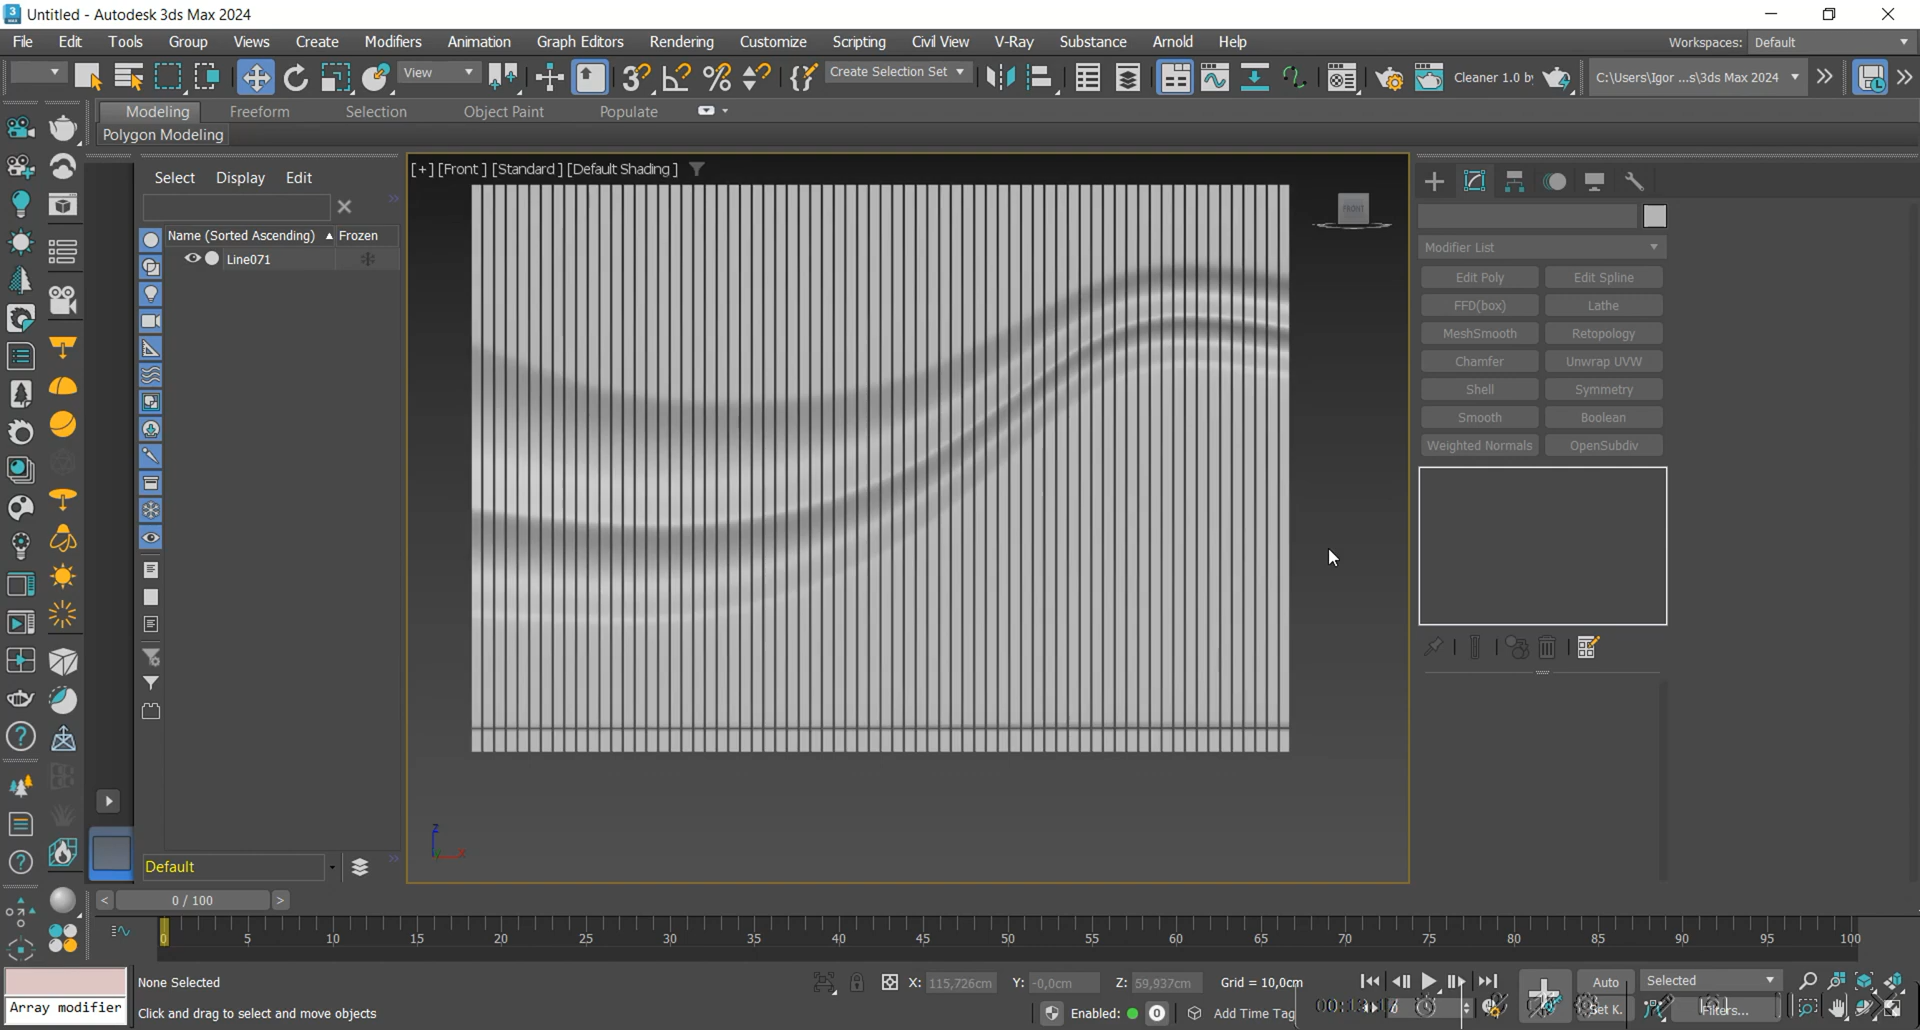 Untitled - Autodesk 3ds Max 2024
File Edit Tools Group Views Create Modifiers Animation Graph Editors Rendering Customize Scripting Civil View V-Ray Substance Arnold Help Workspaces: Default
View Create Selection Set Cleaner 1.0 b C:\Users\Igor ...s\3ds Max 2024
Modeling Freeform Selection Object Paint Populate
Polygon Modeling
Select Display Edit
Name (Sorted Ascending) Frozen
Line071
[+] [Front ] [Standard ] [Default Shading ]
FRONT
Modifier List
Edit Poly Edit Spline
FFD(box) Lathe
MeshSmooth Retopology
Chamfer Unwrap UVW
Shell Symmetry
Smooth Boolean
Weighted Normals OpenSubdiv
z
x
Default
< 0 / 100 >
0 5 10 15 20 25 30 35 40 45 50 55 60 65 70 75 80 85 90 95 100
None Selected X: 115,726cm Y: -0,0cm Z: 59,937cm Grid = 10,0cm Auto Selected
Array modifier Click and drag to select and move objects Enabled: 0 Add Time Tag Set K. Filters...